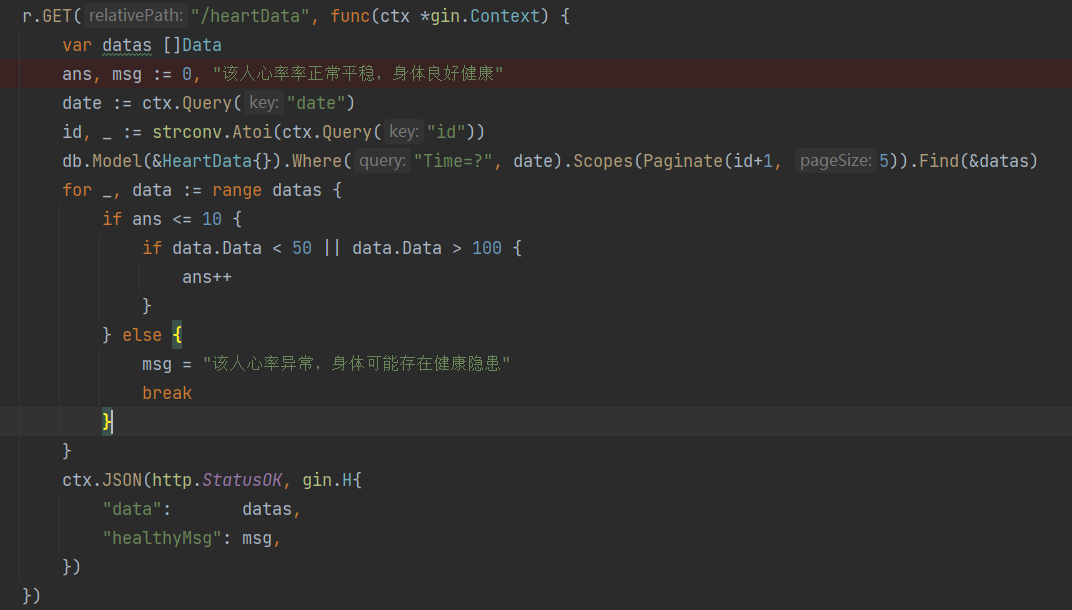 r.GET( relativePath: "/heartData", func(ctx *gin.Context) {
    var datas []Data
    ans, msg := 0, "该人心率率正常平稳，身体良好健康"
    date := ctx.Query( key: "date")
    id, _ := strconv.Atoi(ctx.Query( key: "id"))
    db.Model(&HeartData{}).Where( query: "Time=?", date).Scopes(Paginate(id+1, pageSize: 5)).Find(&datas)
    for _, data := range datas {
        if ans <= 10 {
            if data.Data < 50 || data.Data > 100 {
                ans++
            }
        } else {
            msg = "该人心率异常，身体可能存在健康隐患"
            break
        }
    }
    ctx.JSON(http.StatusOK, gin.H{
        "data":       datas,
        "healthyMsg": msg,
    })
})